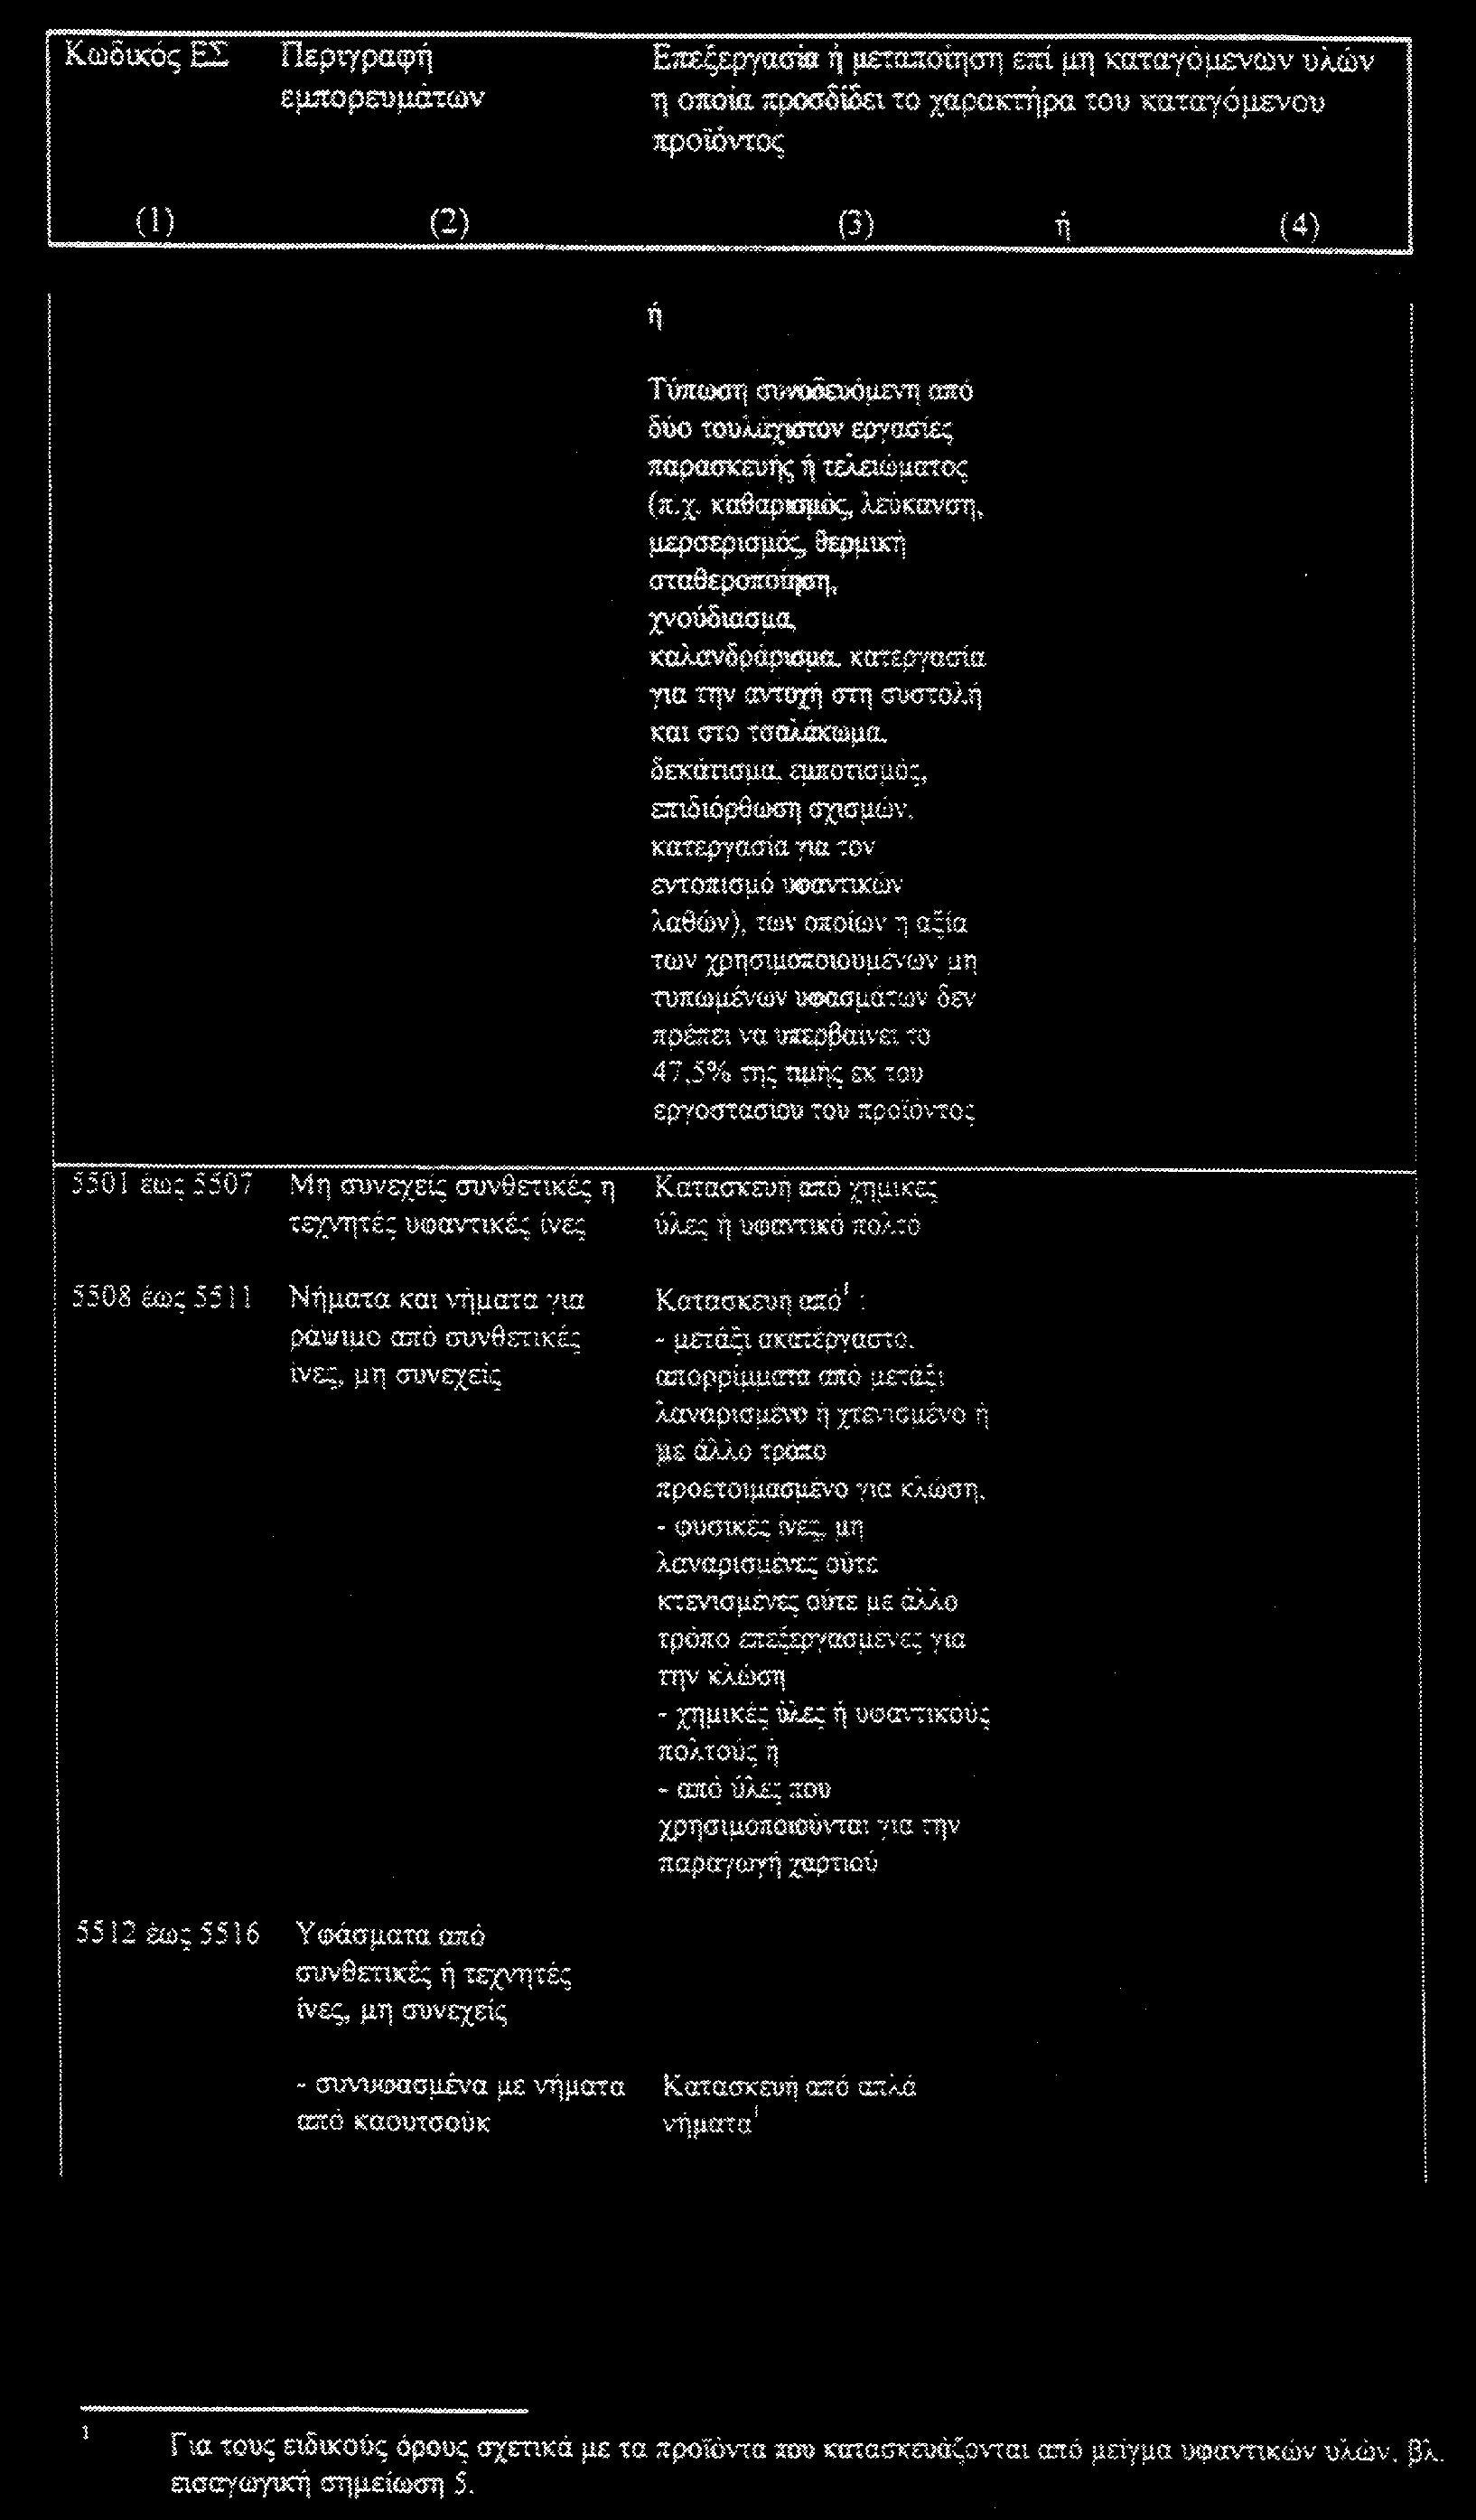 Κωδικός ΕΣ Περιγραφή Επεξεργασία ή μεταποίηση επί μη καταγόμενων υλών
εμπορευμάτων η οποία προσδίδει το χαρακτήρα του καταγόμενου
προϊόντος
(1) (2) (3) ή (4)
ή
Τύπωση συνοδευόμενη από
δύο τουλάχιστον εργασίες
παρασκευής ή τελειώματος
(π.χ. καθαρισμός, λεύκανση,
μερσερισμός, θερμική
σταθεροποίηση,
χνούδιασμα,
καλανδράρισμα, κατεργασία
για την αντοχή στη συστολή
και στο τσαλάκωμα,
δεκάτισμα, εμποτισμός,
επιδιόρθωση σχισμών,
κατεργασία για τον
εντοπισμό υφαντικών
λαθών), των οποίων η αξία
των χρησιμοποιουμένων μη
τυπωμένων υφασμάτων δεν
πρέπει να υπερβαίνει το
47,5% της τιμής εκ του
εργοστασίου του προϊόντος
5501 έως 5507 Μη συνεχείς συνθετικές η Κατασκευή από χημικές
τεχνητές υφαντικές ίνες ύλες ή υφαντικό πολτό
5508 έως 5511 Νήματα και νήματα για Κατασκευή από¹ :
ράψιμο από συνθετικές - μετάξι ακατέργαστο,
ίνες, μη συνεχείς απορρίμματα από μετάξι
λαναρισμένο ή χτενισμένο ή
με άλλο τρόπο
προετοιμασμένο για κλώση,
- φυσικές ίνες, μη
λαναρισμένες ούτε
κτενισμένες ούτε με άλλο
τρόπο επεξεργασμένες για
την κλώση
- χημικές ύλες ή υφαντικούς
πολτούς ή
- από ύλες που
χρησιμοποιούνται για την
παραγωγή χαρτιού
5512 έως 5516 Υφάσματα από
συνθετικές ή τεχνητές
ίνες, μη συνεχείς
- συνυφασμένα με νήματα Κατασκευή από απλά
από καουτσούκ νήματα¹
¹ Για τους ειδικούς όρους σχετικά με τα προϊόντα που κατασκευάζονται από μείγμα υφαντικών υλών, βλ.
εισαγωγική σημείωση 5.